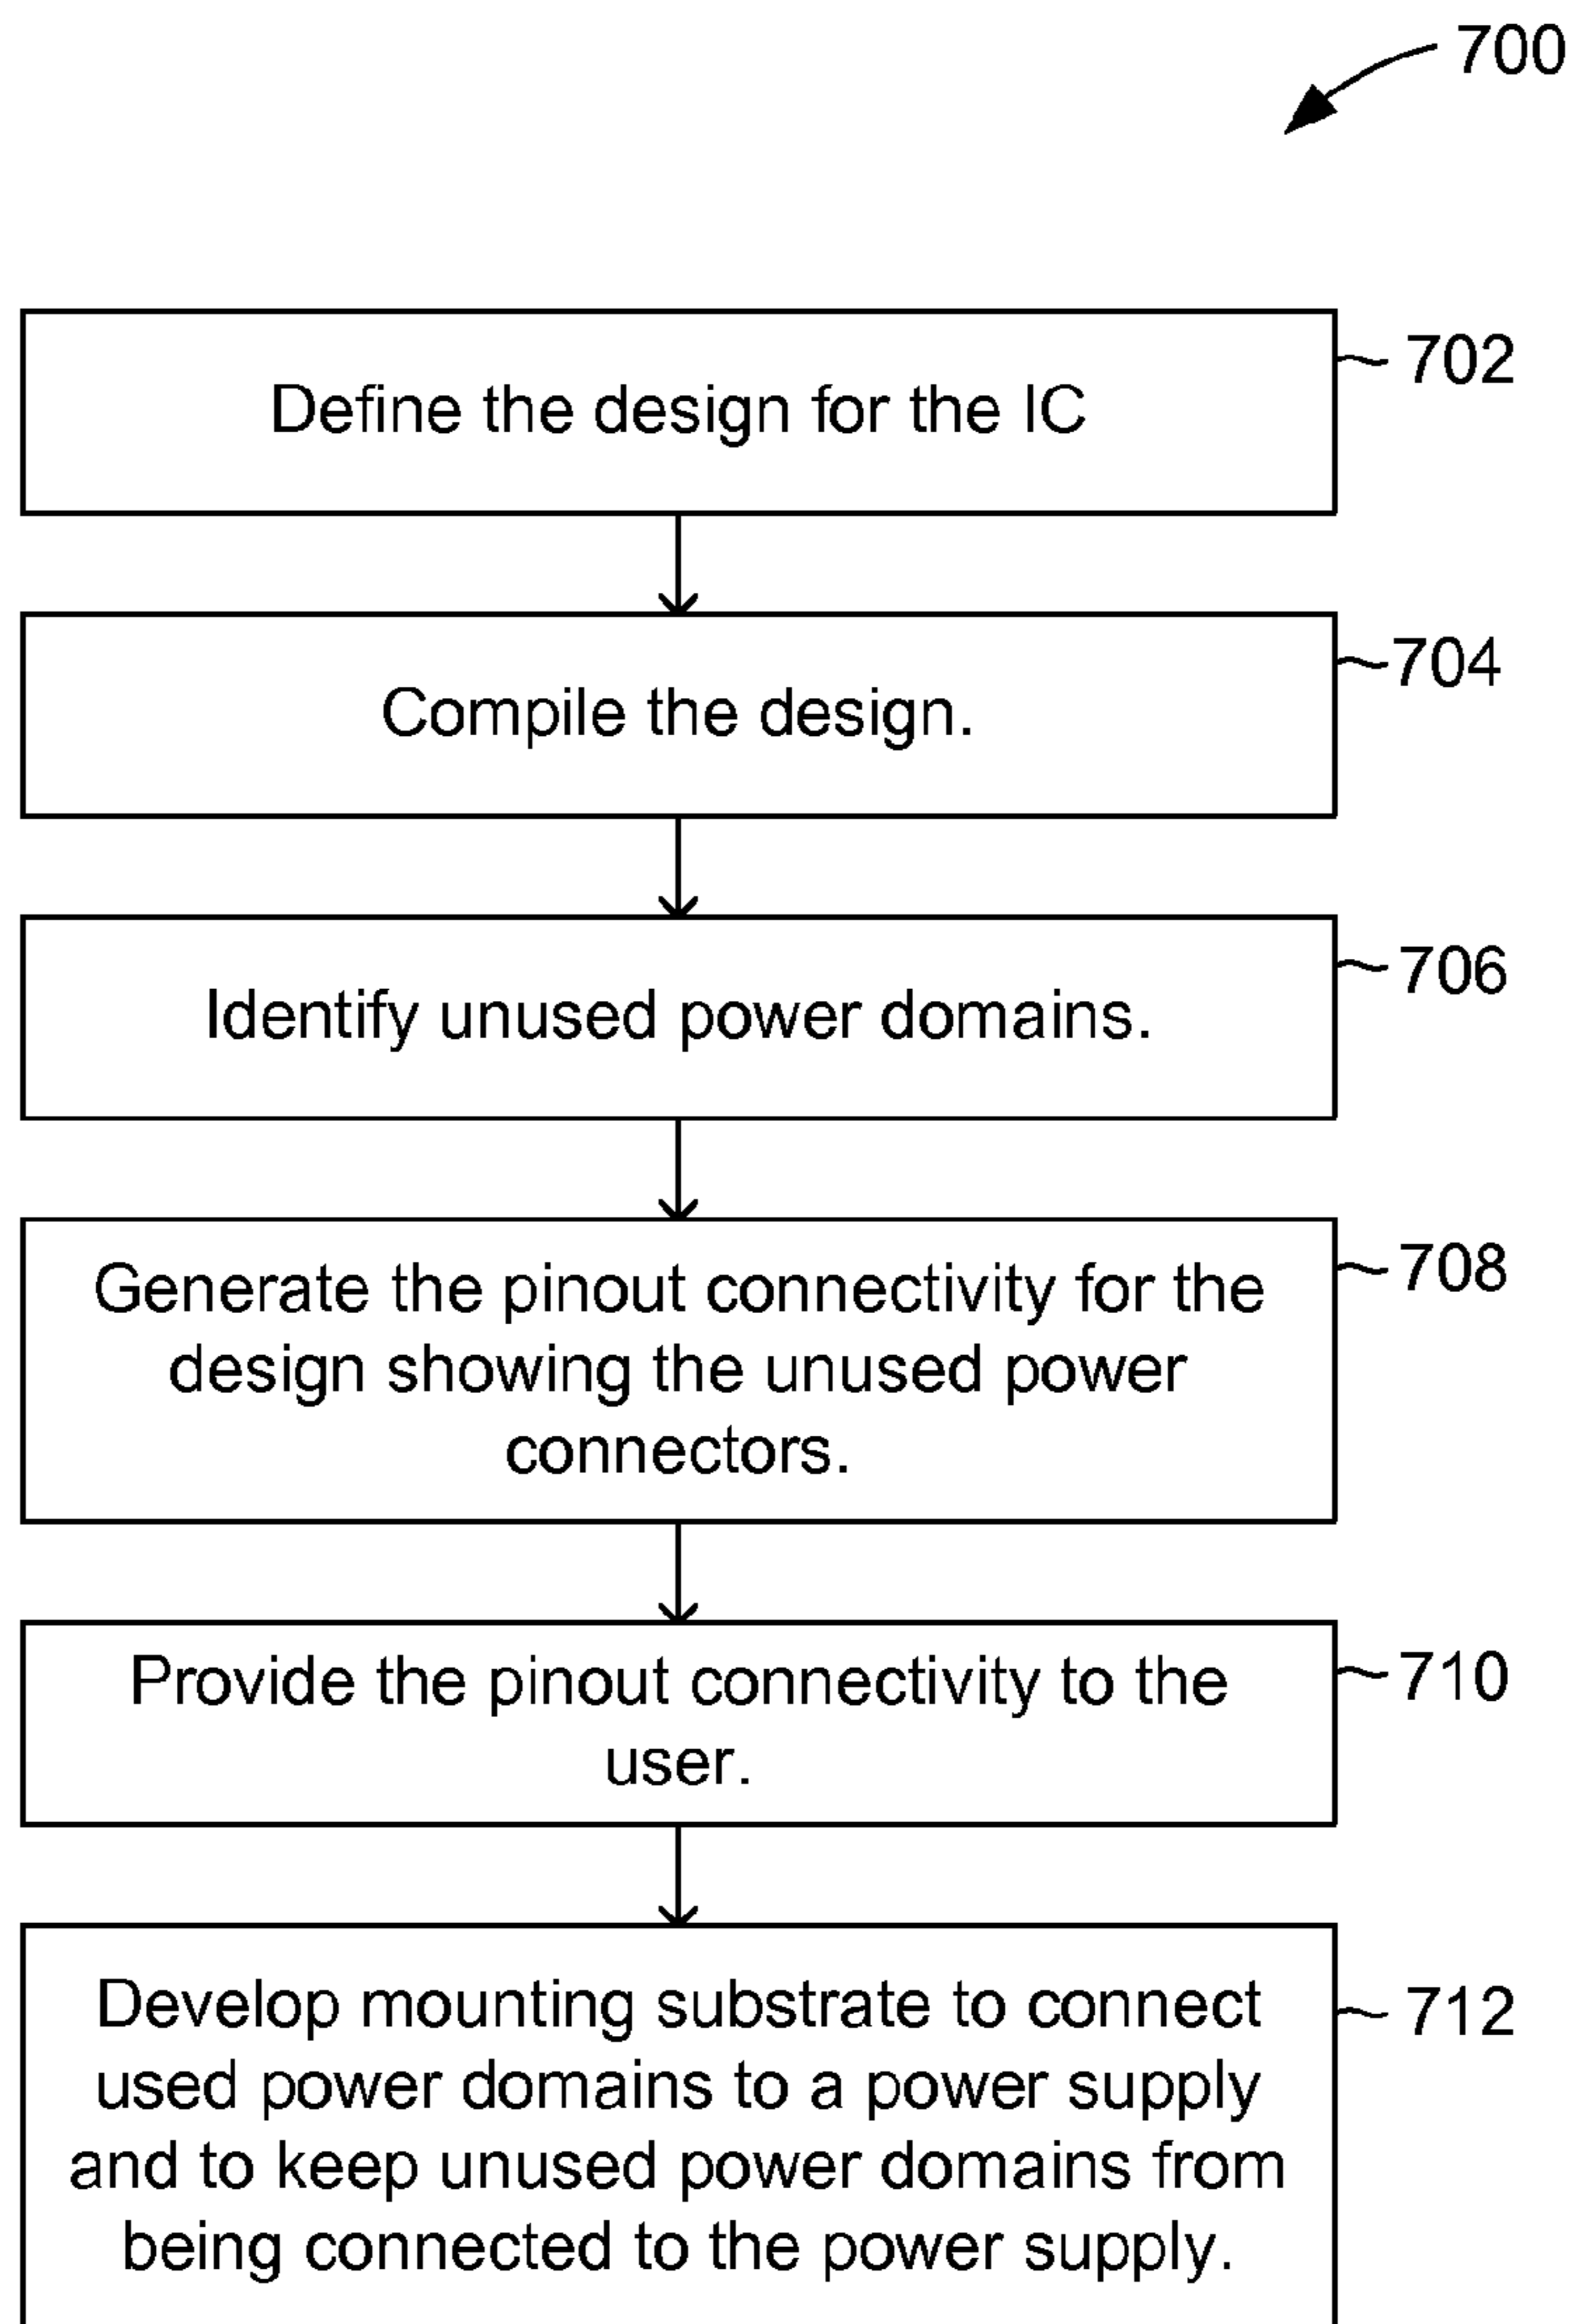 700
Define the design for the IC
702
Compile the design.
704
Identify unused power domains.
706
Generate the pinout connectivity for the
design showing the unused power
connectors.
708
Provide the pinout connectivity to the
user.
710
Develop mounting substrate to connect
used power domains to a power supply
and to keep unused power domains from
being connected to the power supply.
712